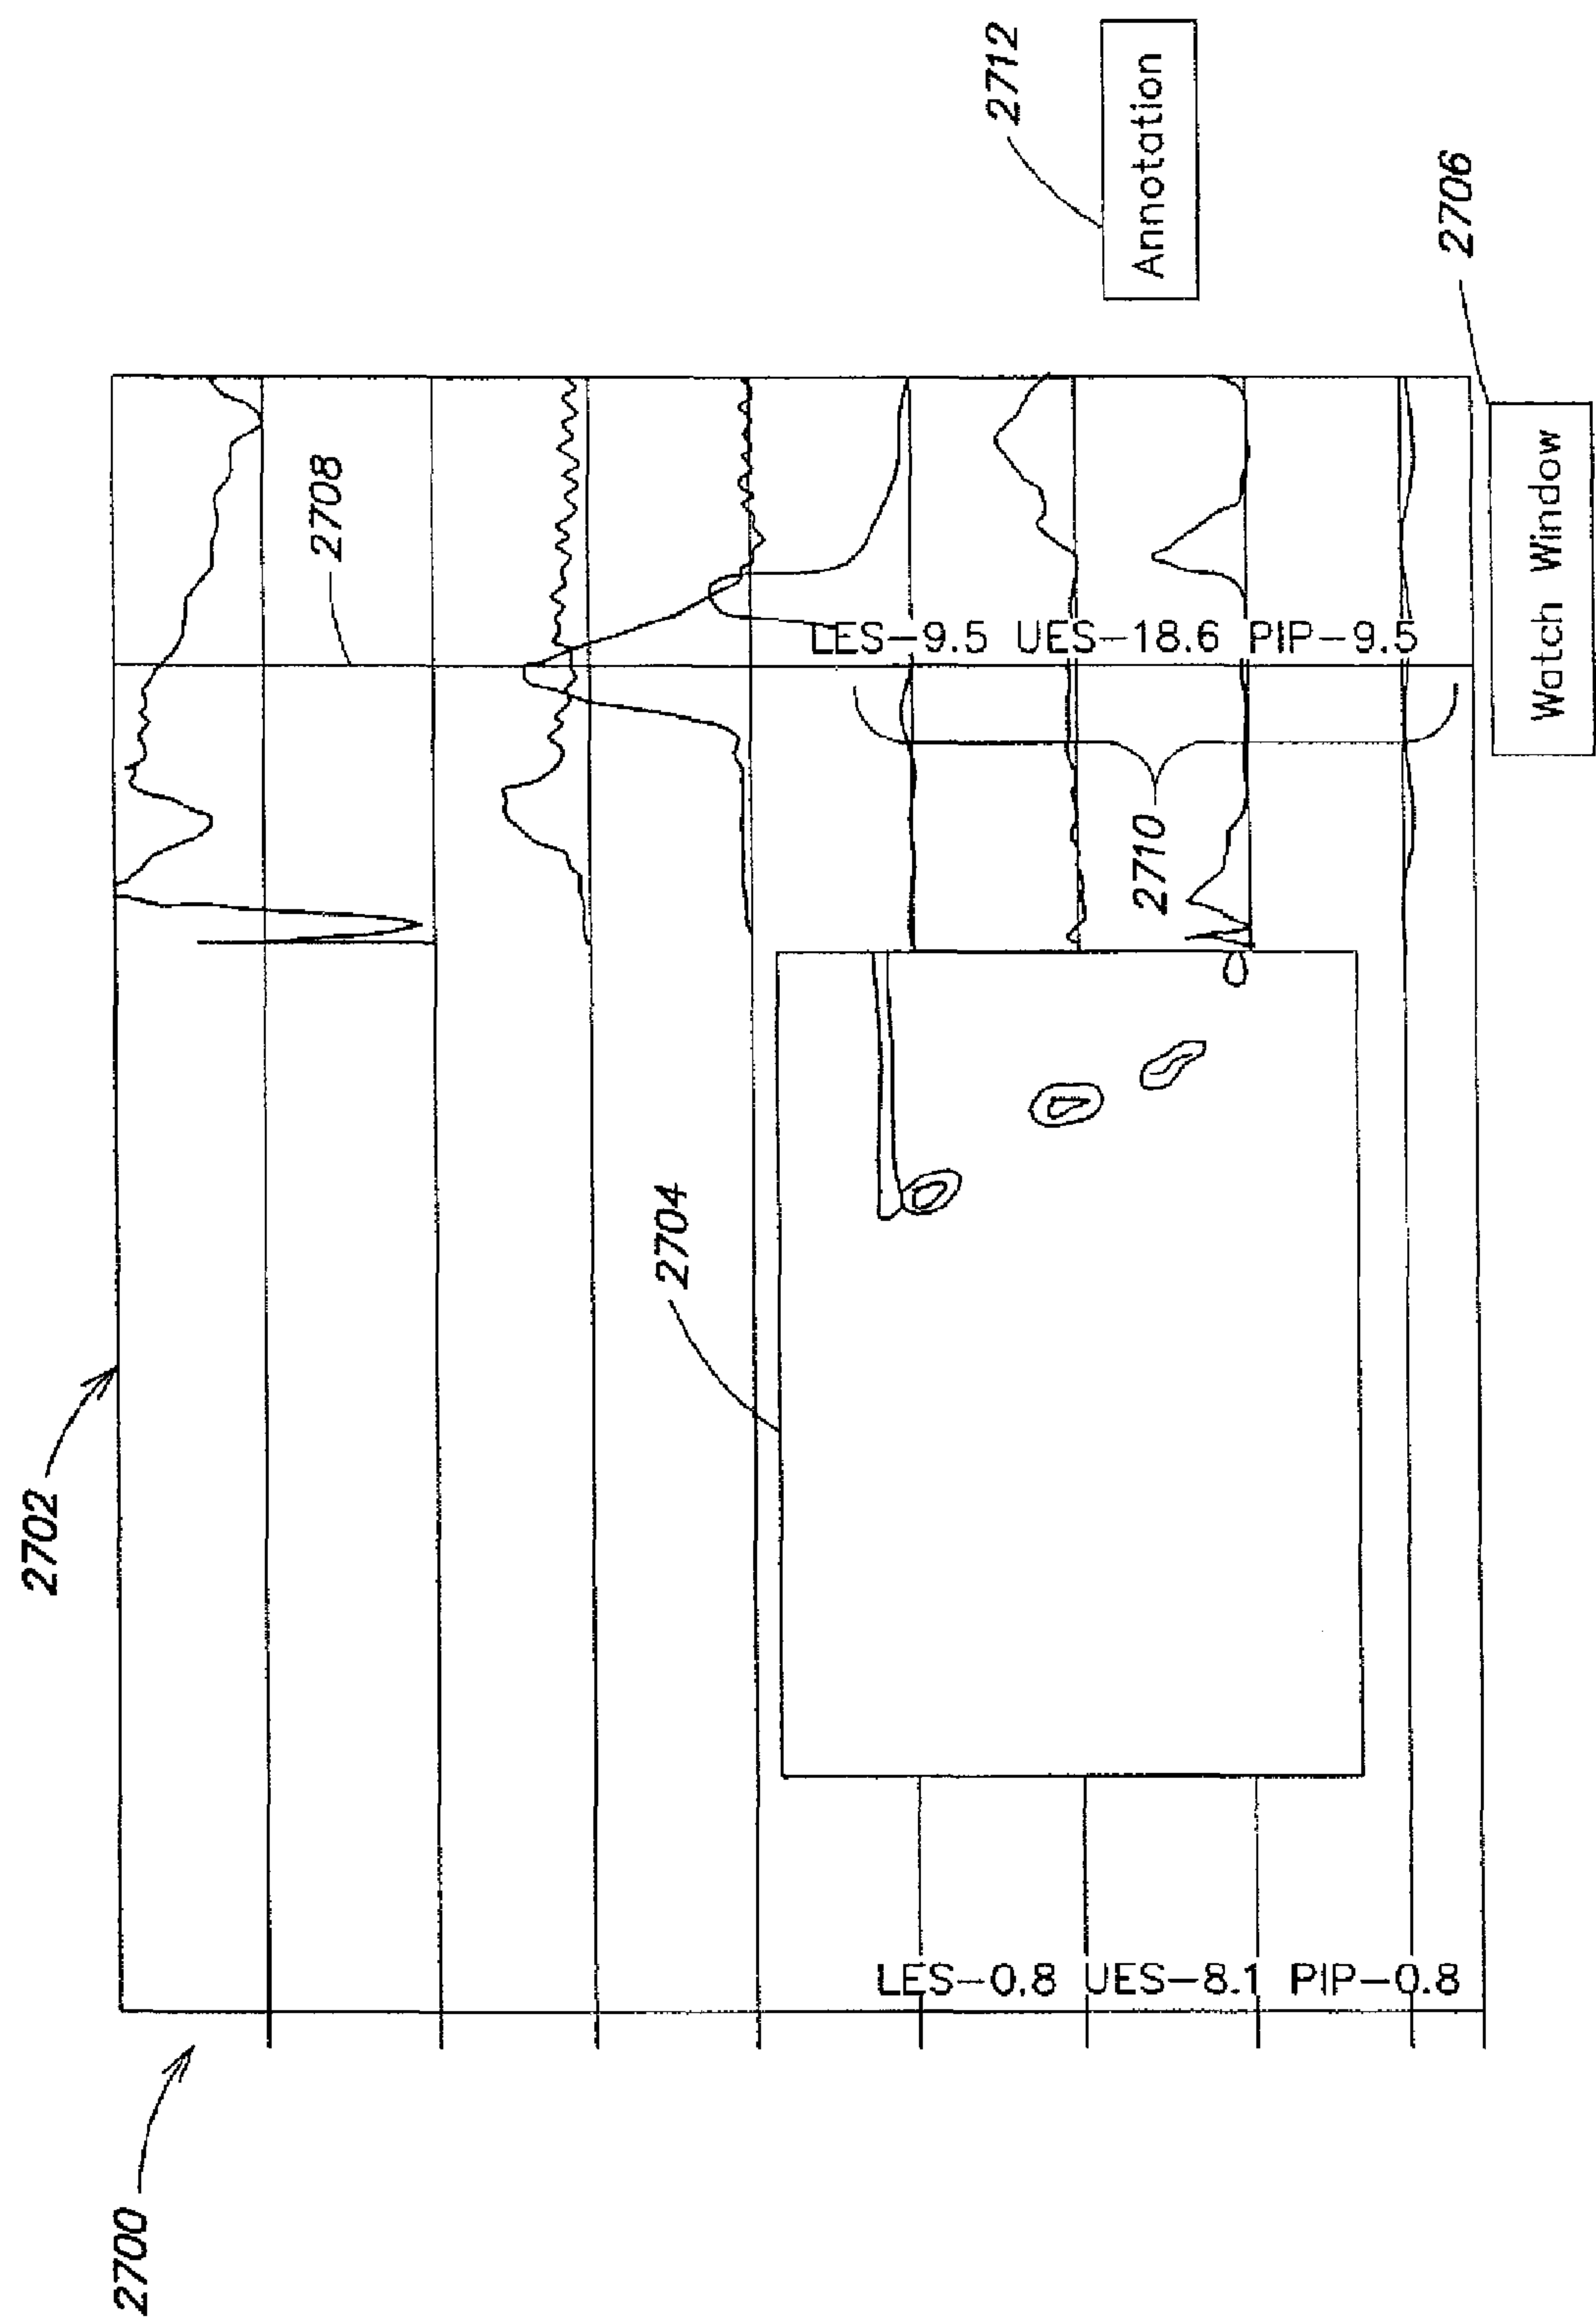 2700
2702
2708
2704
2710
LES-9.5 UES-18.6 PIP-9.5
LES-0.8 UES-8.1 PIP-0.8
2712
Annotation
2706
Watch Window